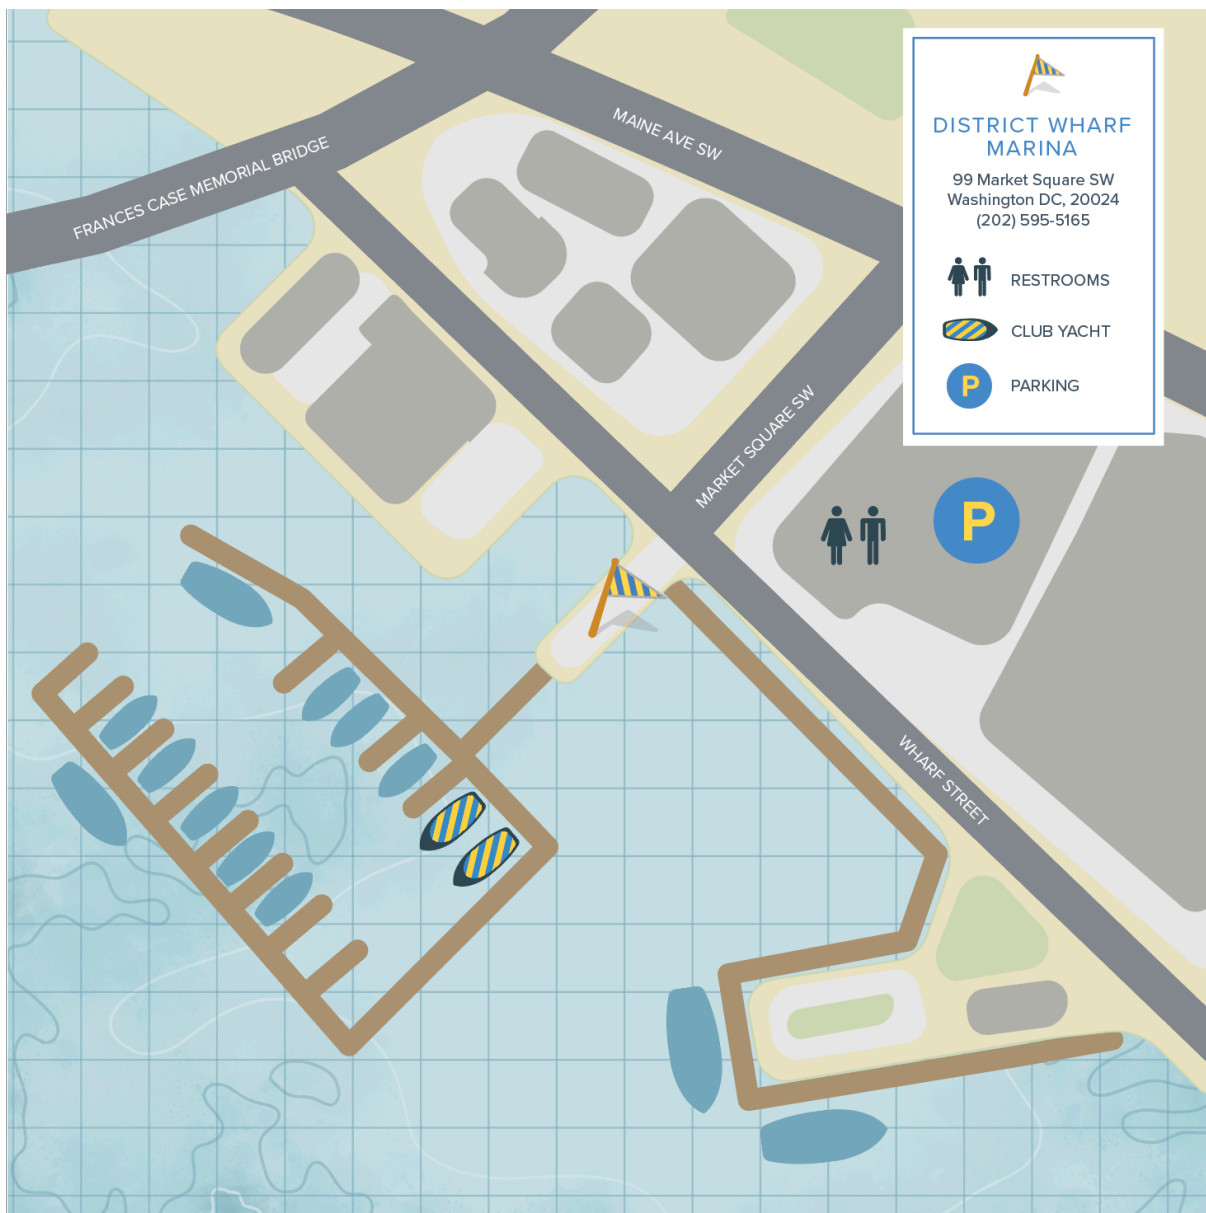 FRANCES CASE MEMORIAL BRIDGE
MAINE AVE SW
MARKET SQUARE SW
WHARF STREET
DISTRICT WHARF
MARINA
99 Market Square SW
Washington DC, 20024
(202) 595-5165
RESTROOMS
CLUB YACHT
P
PARKING
P